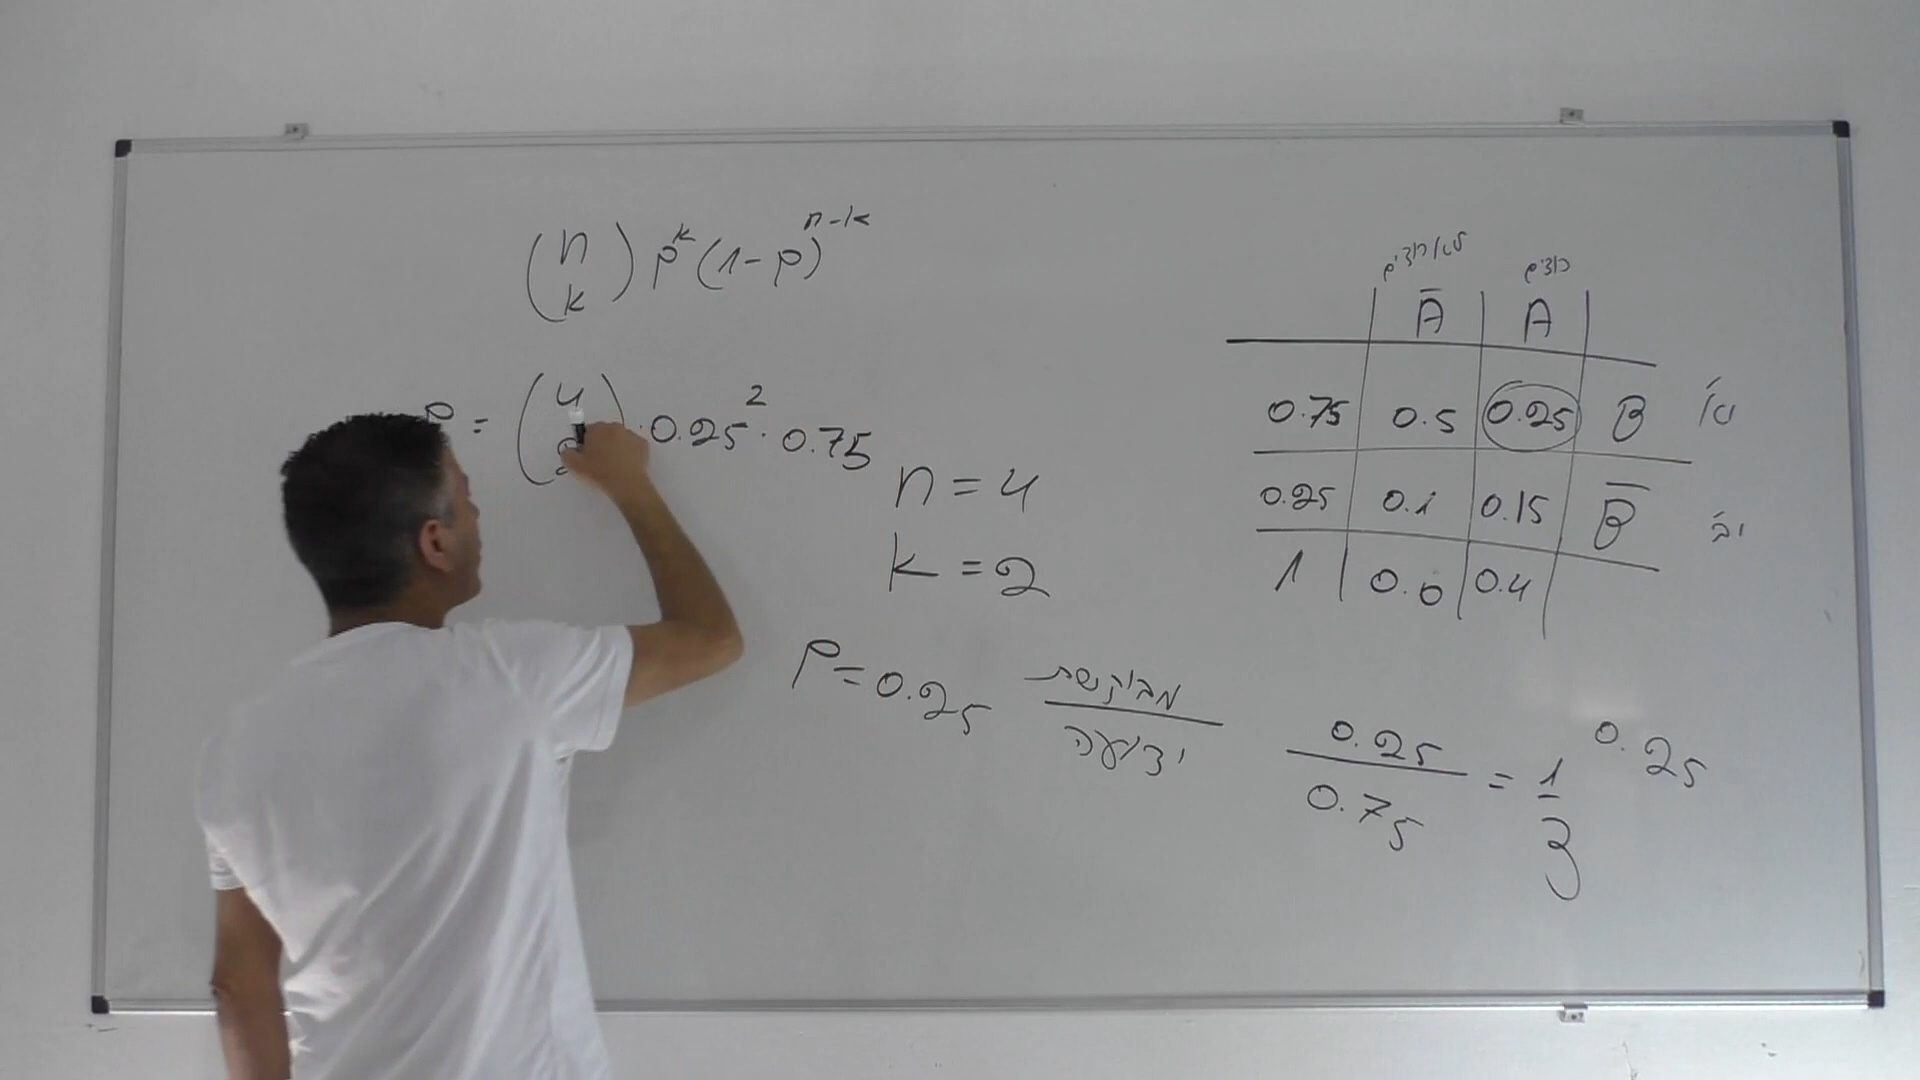 (n k) p^k (1-p)^(n-k)
P = (4 2) · 0.25^2 · 0.75
n = 4
k = 2
P = 0.25
מבוקשת
ידועה
לא רוצים | רוצים
Ā | A
0.75 | 0.5 | 0.25 | B
0.25 | 0.1 | 0.15 | B̄
1 | 0.6 | 0.4
0.25 / 0.75 = 1/3
0.25